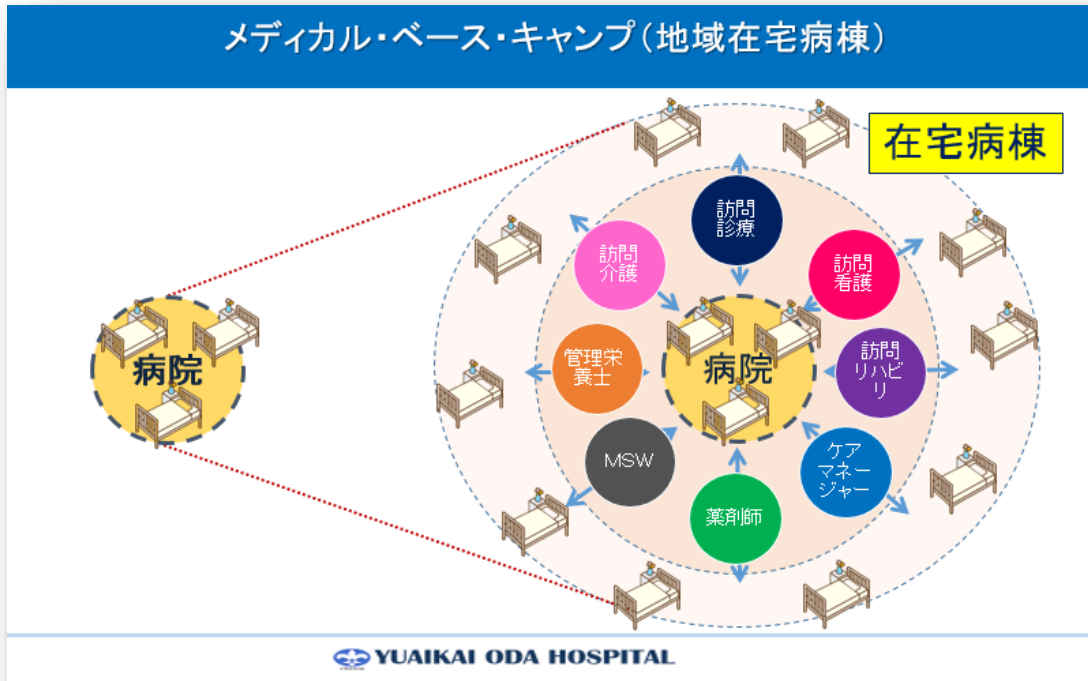 メディカル・ベース・キャンプ（地域在宅病棟）
在宅病棟
訪問
診療
訪問
介護
訪問
看護
病院
管理栄
養士
病院
訪問
リハビ
リ
MSW
ケア
マネー
ジャー
薬剤師
YUAIKAI ODA HOSPITAL